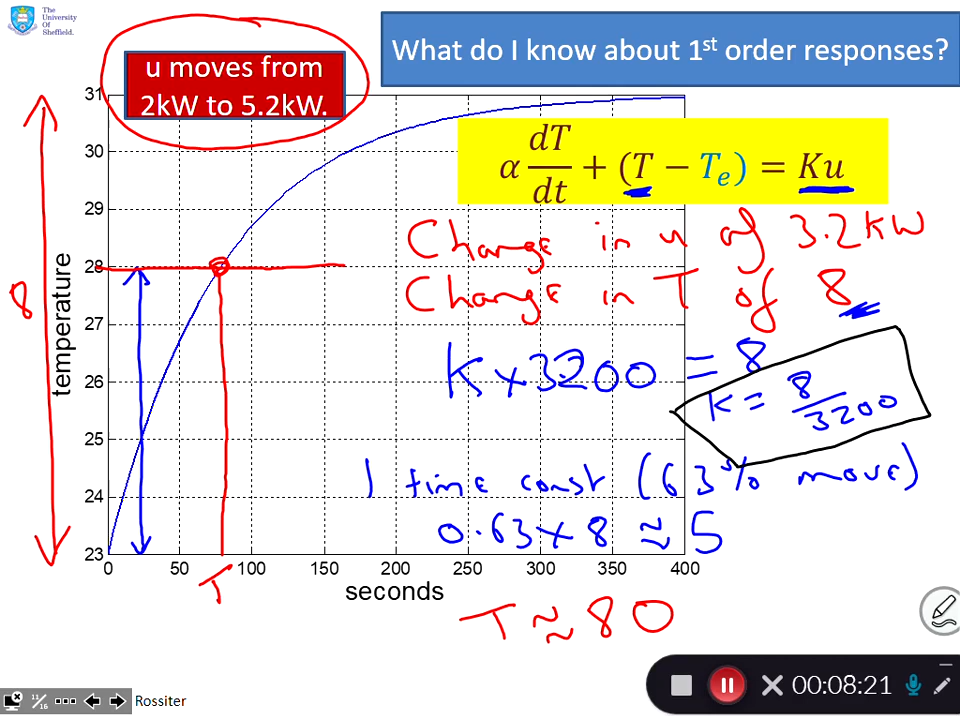 The
University
Of
Sheffield.
u moves from
2kW to 5.2kW.
What do I know about 1st order responses?
α dT/dt + (T − Te) = Ku
Change in u of 3.2kW
Change in T of 8
K × 3200 = 8
K = 8/3200
1 time const (63% move)
0.63 × 8 ≈ 5
8
temperature
31
30
29
28
27
26
25
24
23
0 50 100 150 200 250 300 350 400
T
seconds
T ≈ 80
11/16
Rossiter
00:08:21